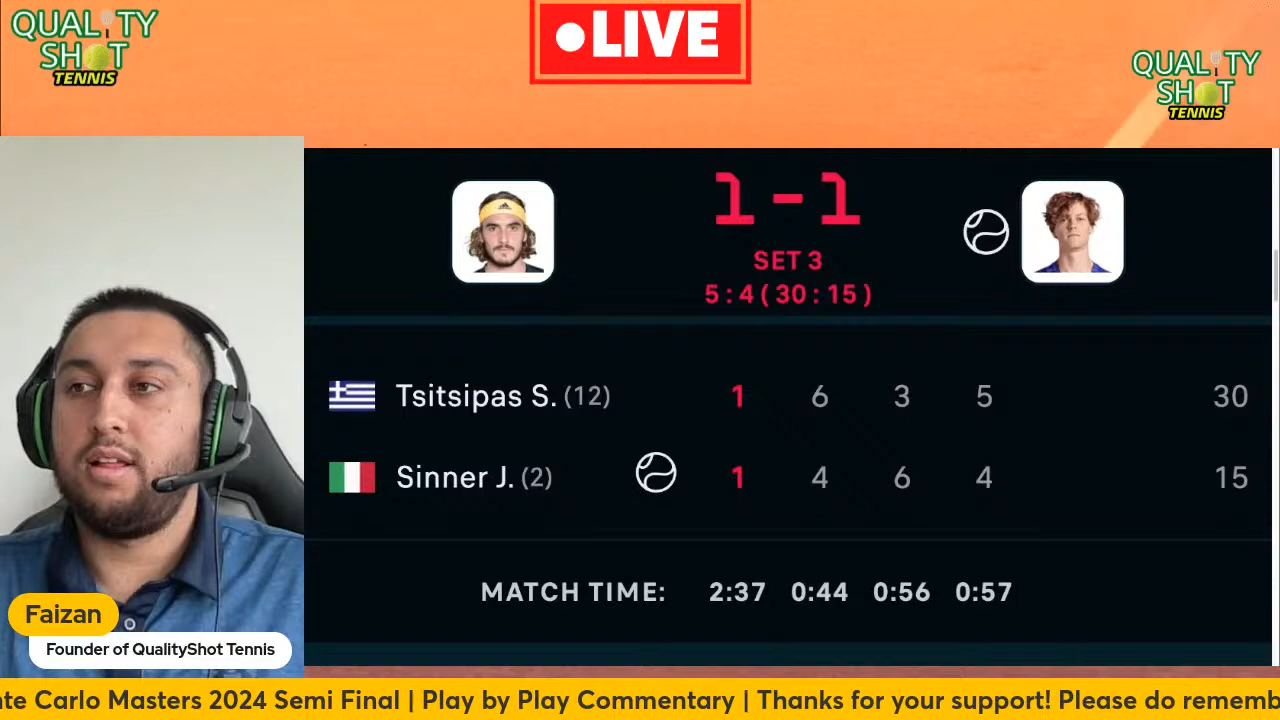 QUALITY
SHOT
TENNIS
LIVE
QUALITY
SHOT
TENNIS
1 - 1
SET 3
5 : 4 ( 30 : 15 )
Tsitsipas S. (12) 1 6 3 5 30
Sinner J. (2) 1 4 6 4 15
MATCH TIME: 2:37 0:44 0:56 0:57
Faizan
Founder of QualityShot Tennis
nte Carlo Masters 2024 Semi Final | Play by Play Commentary | Thanks for your support! Please do rememb